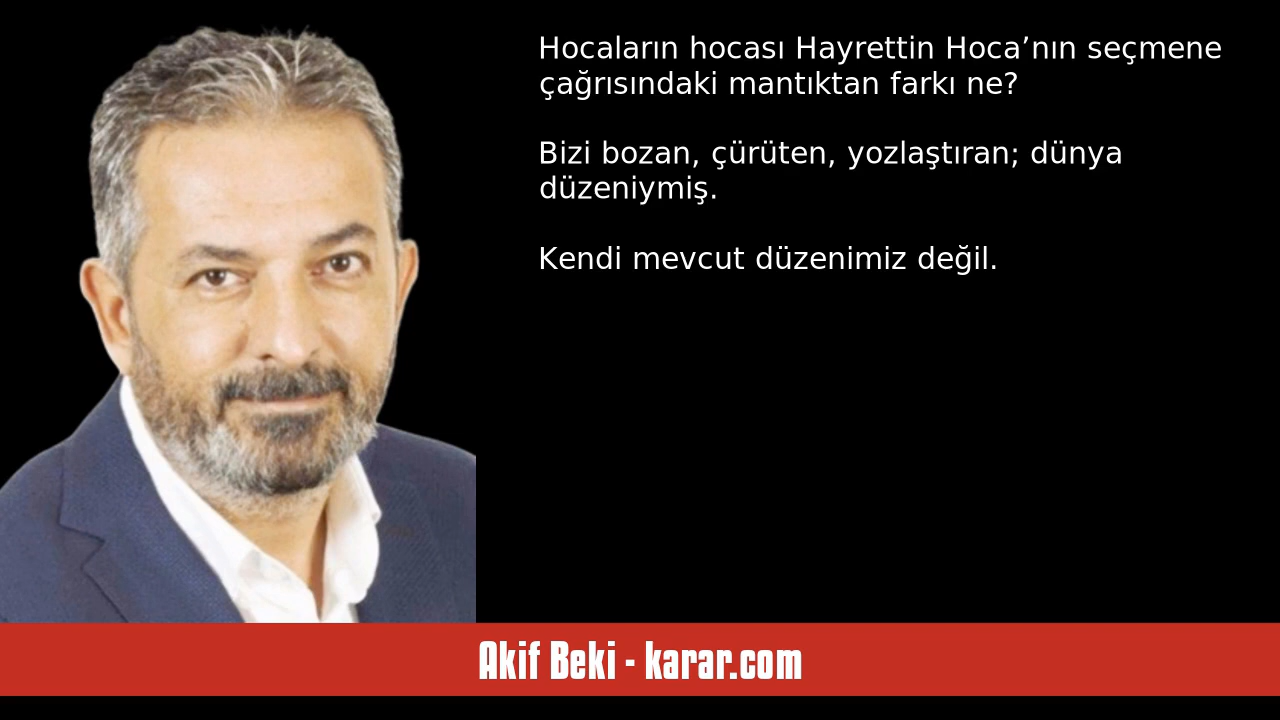 Hocaların hocası Hayrettin Hoca’nın seçmene
çağrısındaki mantıktan farkı ne?
Bizi bozan, çürüten, yozlaştıran; dünya
düzeniymiş.
Kendi mevcut düzenimiz değil.
Akif Beki - karar.com